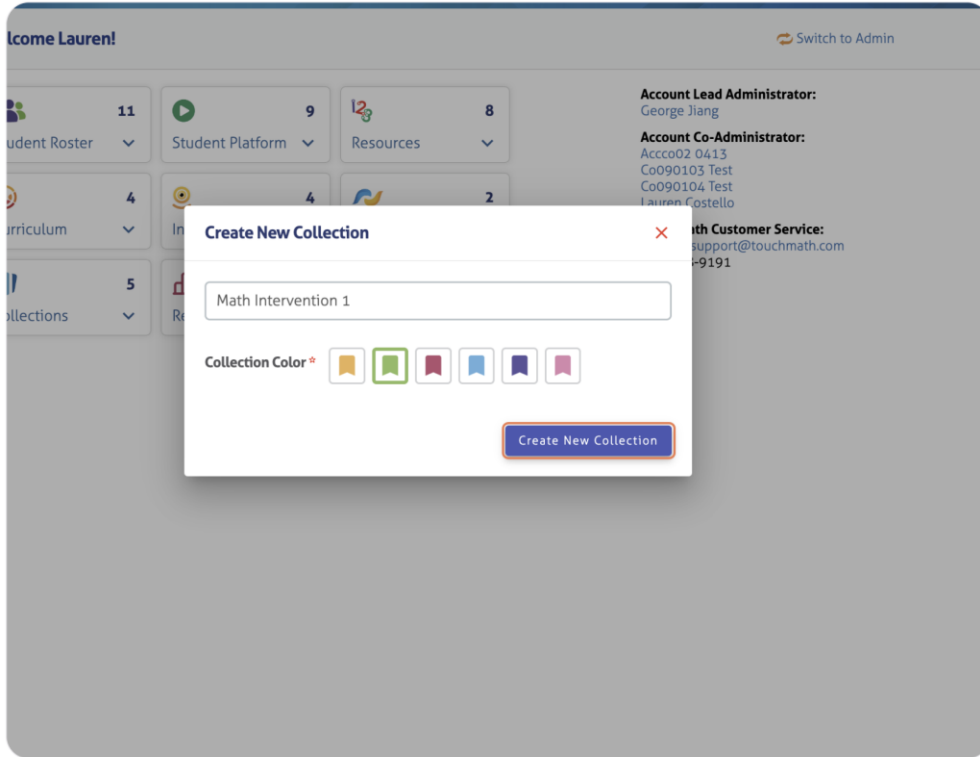 lcome Lauren!
Switch to Admin
11
udent Roster
9
Student Platform
123
8
Resources
Account Lead Administrator:
George Jiang
Account Co-Administrator:
Accco02 0413
Co090103 Test
Co090104 Test
Lauren Costello
4
urriculum
4
In
2
th Customer Service:
support@touchmath.com
-9191
5
ollections
Re
Create New Collection
Math Intervention 1
Collection Color *
Create New Collection